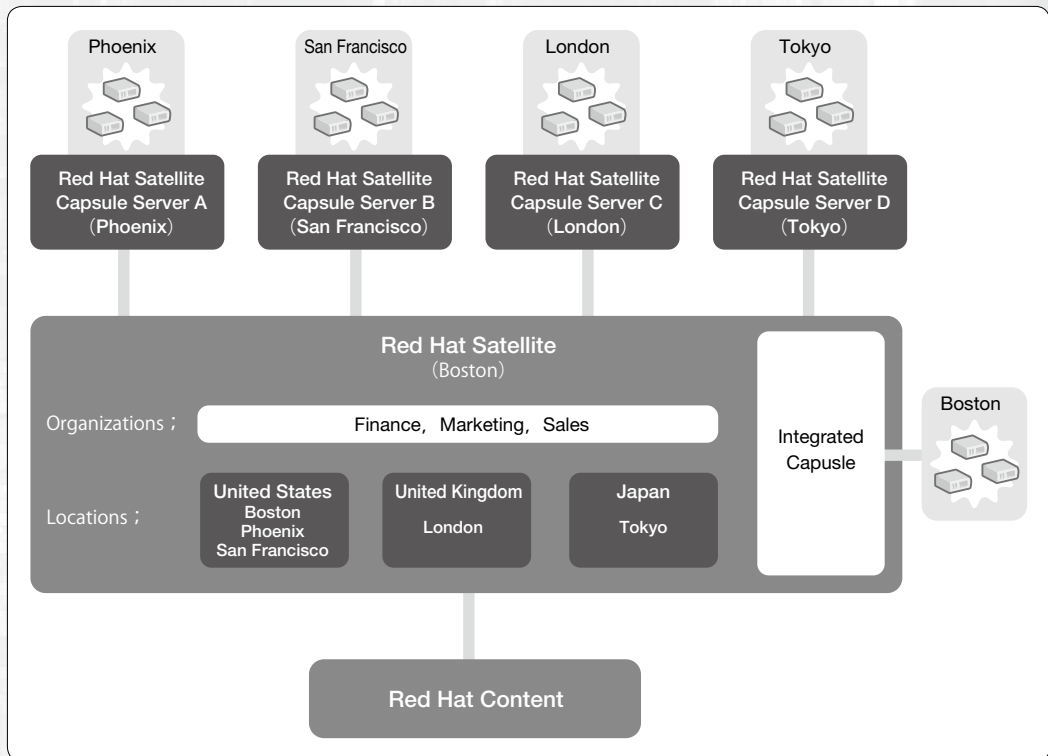 Phoenix
San Francisco
London
Tokyo
Red Hat Satellite
Capsule Server A
(Phoenix)
Red Hat Satellite
Capsule Server B
(San Francisco)
Red Hat Satellite
Capsule Server C
(London)
Red Hat Satellite
Capsule Server D
(Tokyo)
Red Hat Satellite
(Boston)
Organizations ;
Finance, Marketing, Sales
Locations ;
United States
Boston
Phoenix
San Francisco
United Kingdom
London
Japan
Tokyo
Integrated
Capusle
Boston
Red Hat Content